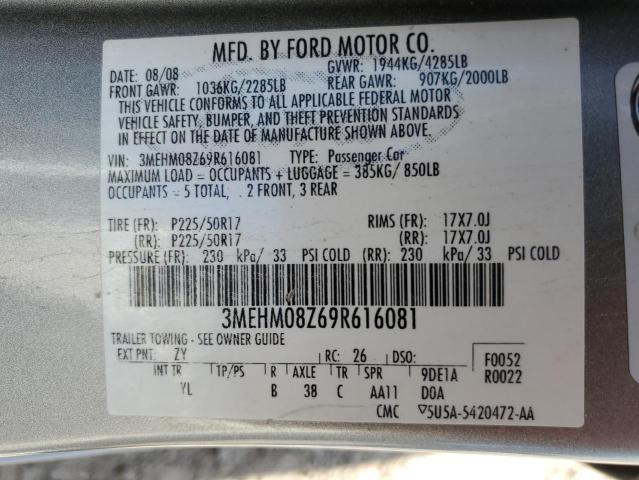 MFD. BY FORD MOTOR CO.
DATE: 08/08 GVWR: 1944KG/4285LB
FRONT GAWR: 1036KG/2285LB REAR GAWR: 907KG/2000LB
THIS VEHICLE CONFORMS TO ALL APPLICABLE FEDERAL MOTOR
VEHICLE SAFETY, BUMPER, AND THEFT PREVENTION STANDARDS
IN EFFECT ON THE DATE OF MANUFACTURE SHOWN ABOVE.
VIN: 3MEHM08Z69R616081 TYPE: Passenger Car
MAXIMUM LOAD = OCCUPANTS + LUGGAGE = 385KG/ 850LB
OCCUPANTS = 5 TOTAL, 2 FRONT, 3 REAR
TIRE (FR): P225/50R17 RIMS (FR): 17X7.0J
(RR): P225/50R17 (RR): 17X7.0J
PRESSURE (FR): 230 kPa/ 33 PSI COLD (RR): 230 kPa/ 33 PSI COLD
3MEHM08Z69R616081
TRAILER TOWING - SEE OWNER GUIDE
EXT PNT: ZY RC: 26 DSO: F0052
INT TR TP/PS R AXLE TR SPR 9DE1A R0022
YL B 38 C AA11 D0A
CMC ▽5U5A-5420472-AA